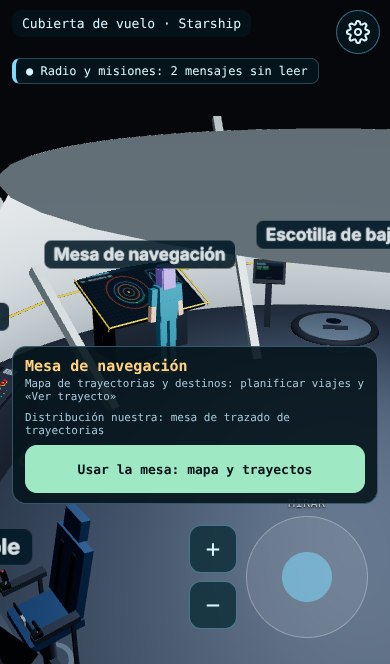 Cubierta de vuelo · Starship
● Radio y misiones: 2 mensajes sin leer
Escotilla de baj
Mesa de navegación
Mesa de navegación
Mapa de trayectorias y destinos: planificar viajes y
«Ver trayecto»
Distribución nuestra: mesa de trazado de
trayectorias
Usar la mesa: mapa y trayectos
MIRAR
ole
+
−